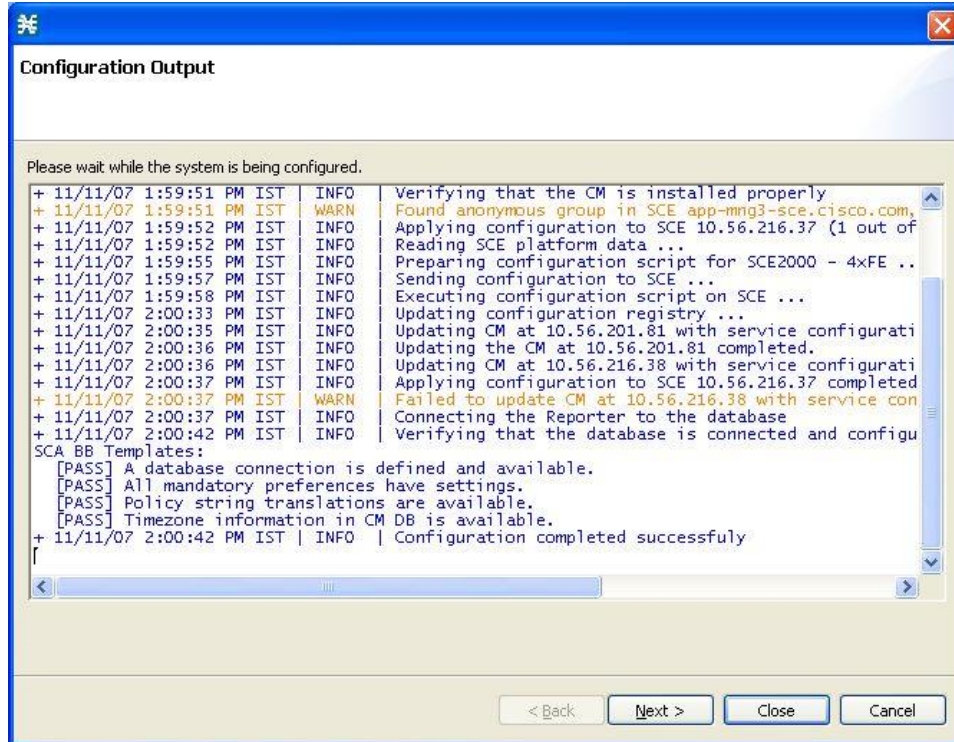 Configuration Output
Please wait while the system is being configured.
+ 11/11/07 1:59:51 PM IST | INFO | Verifying that the CM is installed properly
+ 11/11/07 1:59:51 PM IST | WARN | Found anonymous group in SCE app-mng3-sce.cisco.com,
+ 11/11/07 1:59:52 PM IST | INFO | Applying configuration to SCE 10.56.216.37 (1 out of
+ 11/11/07 1:59:52 PM IST | INFO | Reading SCE platform data ...
+ 11/11/07 1:59:55 PM IST | INFO | Preparing configuration script for SCE2000 - 4xFE ..
+ 11/11/07 1:59:57 PM IST | INFO | Sending configuration to SCE ...
+ 11/11/07 1:59:58 PM IST | INFO | Executing configuration script on SCE ...
+ 11/11/07 2:00:33 PM IST | INFO | Updating configuration registry ...
+ 11/11/07 2:00:35 PM IST | INFO | Updating CM at 10.56.201.81 with service configurati
+ 11/11/07 2:00:36 PM IST | INFO | Updating the CM at 10.56.201.81 completed.
+ 11/11/07 2:00:36 PM IST | INFO | Updating CM at 10.56.216.38 with service configurati
+ 11/11/07 2:00:37 PM IST | INFO | Applying configuration to SCE 10.56.216.37 completed
+ 11/11/07 2:00:37 PM IST | WARN | Failed to update CM at 10.56.216.38 with service con
+ 11/11/07 2:00:37 PM IST | INFO | Connecting the Reporter to the database
+ 11/11/07 2:00:42 PM IST | INFO | Verifying that the database is connected and configu
SCA BB Templates:
[PASS] A database connection is defined and available.
[PASS] All mandatory preferences have settings.
[PASS] Policy string translations are available.
[PASS] Timezone information in CM DB is available.
+ 11/11/07 2:00:42 PM IST | INFO | Configuration completed successfuly
< Back Next > Close Cancel